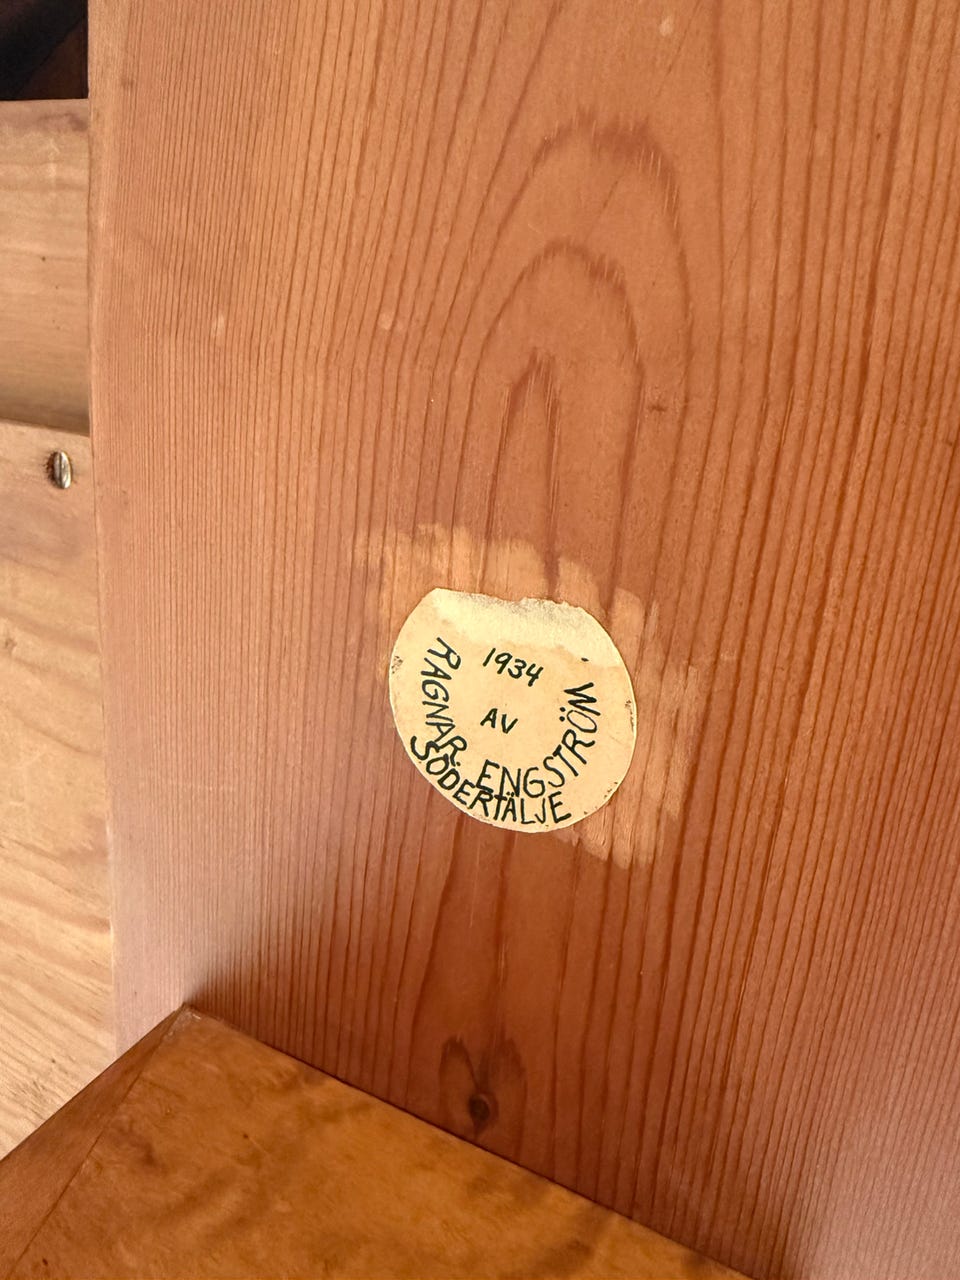 1934
AV
RAGNAR ENGSTRÖM
SÖDERTÄLJE